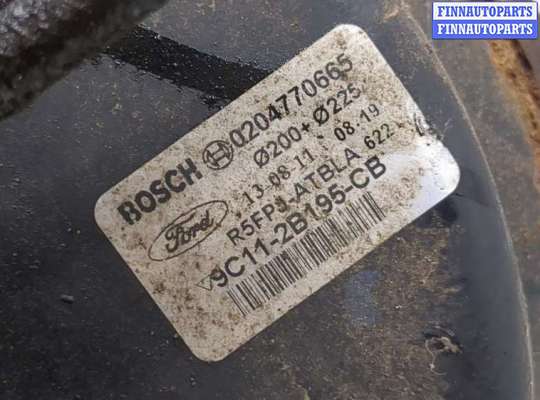 FINNAUTOPARTS
FINNAUTOPARTS
BOSCH 0204770665
Ø200+Ø225
13.08.11 08.19
Ford R5FPJ-ATBLA 622
9C11-2B195-CB